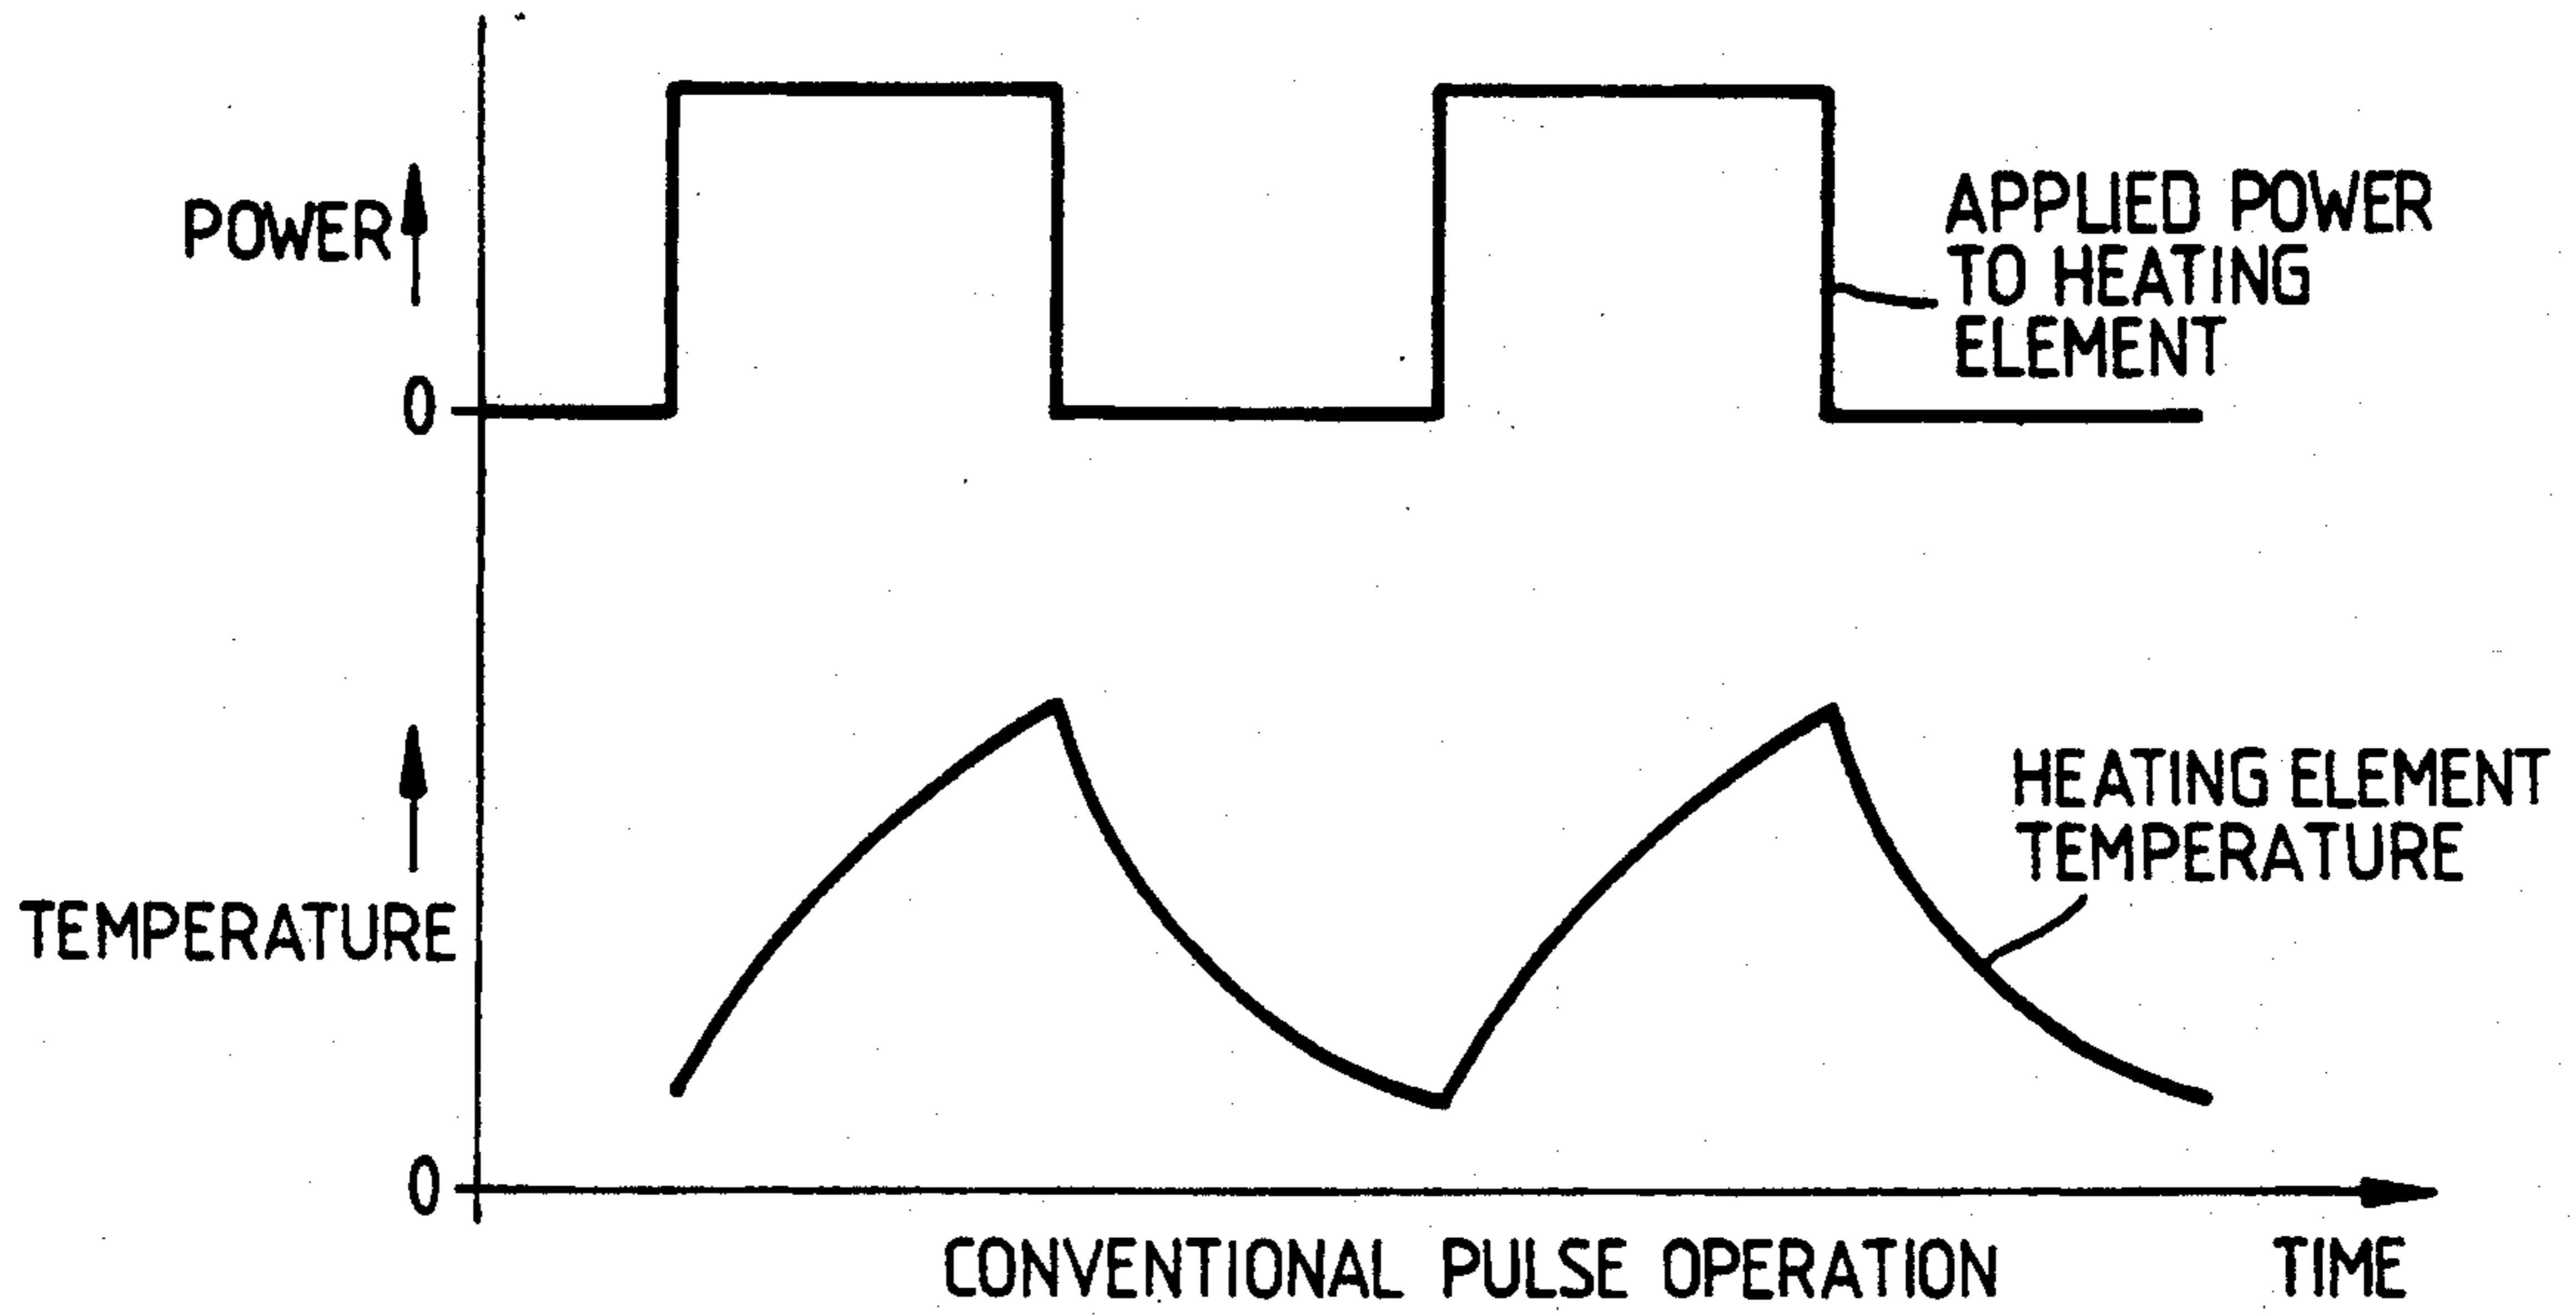 POWER
APPLIED POWER
TO HEATING
ELEMENT
0
HEATING ELEMENT
TEMPERATURE
TEMPERATURE
0
CONVENTIONAL PULSE OPERATION
TIME